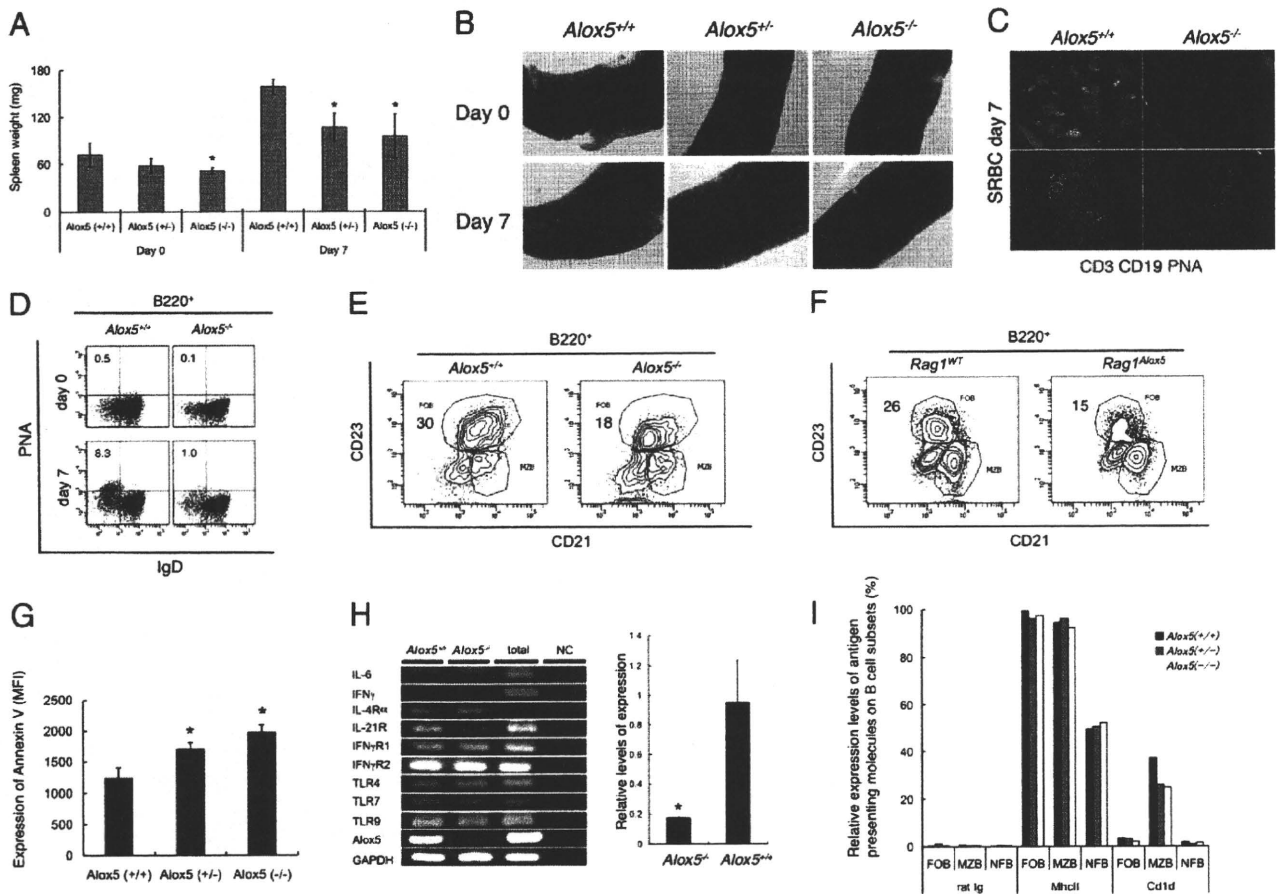 A
Spleen weight (mg)
180
120
60
0
Alox5 (+/+) Alox5 (+/-) Alox5 (-/-) Alox5 (+/+) Alox5 (+/-) Alox5 (-/-)
Day 0 Day 7
* * *
B
Alox5+/+ Alox5+/- Alox5-/-
Day 0
Day 7
C
Alox5+/+ Alox5-/-
SRBC day 7
CD3 CD19 PNA
D
B220+
Alox5+/+ Alox5-/-
day 0
0.5 0.1
day 7
8.3 1.0
PNA
IgD
E
B220+
Alox5+/+ Alox5-/-
FOB FOB
30 18
MZB MZB
CD23
CD21
F
B220+
Rag1WT Rag1Alox5
FOB FOB
26 15
MZB MZB
CD23
CD21
G
Expression of Annexin V (MFI)
2500
2000
1500
1000
500
0
* *
Alox5 (+/+) Alox5 (+/-) Alox5 (-/-)
H
Alox5+/+ Alox5-/- total NC
IL-6
IFNγ
IL-4Rα
IL-21R
IFNγR1
IFNγR2
TLR4
TLR7
TLR9
Alox5
GAPDH
Relative levels of expression
1.4
1.2
1
0.8
0.6
0.4
0.2
0
*
Alox5-/- Alox5+/+
I
Relative expression levels of antigen
presenting molecules on B cell subsets (%)
100
80
60
40
20
0
Alox5(+/+)
Alox5(+/−)
Alox5(−/−)
FOB MZB NFB FOB MZB NFB FOB MZB NFB
rat Ig MhcII Cd1d